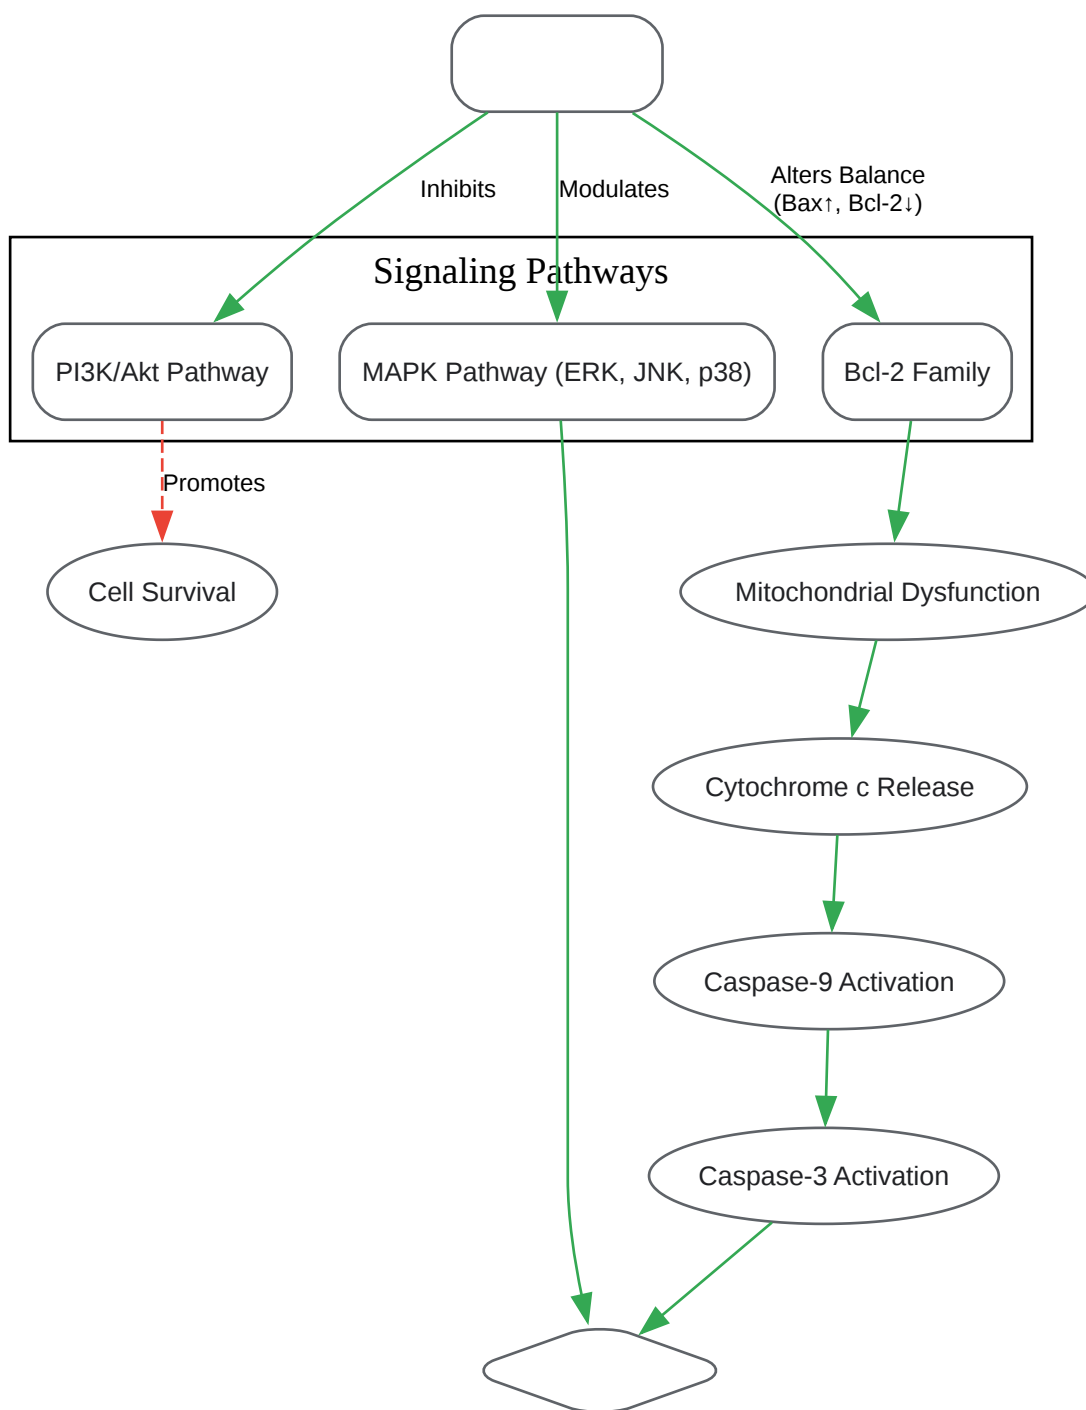 Inhibits
Modulates
Alters Balance
(Bax↑, Bcl-2↓)
Signaling Pathways
PI3K/Akt Pathway
MAPK Pathway (ERK, JNK, p38)
Bcl-2 Family
Promotes
Cell Survival
Mitochondrial Dysfunction
Cytochrome c Release
Caspase-9 Activation
Caspase-3 Activation